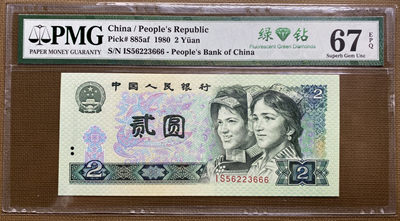 PMG
PAPER MONEY GUARANTY
China / People's Republic
Pick# 885af 1980 2 Yüan
S/N IS56223666 - People's Bank of China
绿 钻
Fluorescent Green Diamonds
67 EPQ
Superb Gem Unc
中国人民银行
贰圆
2
2
2
IS56223666